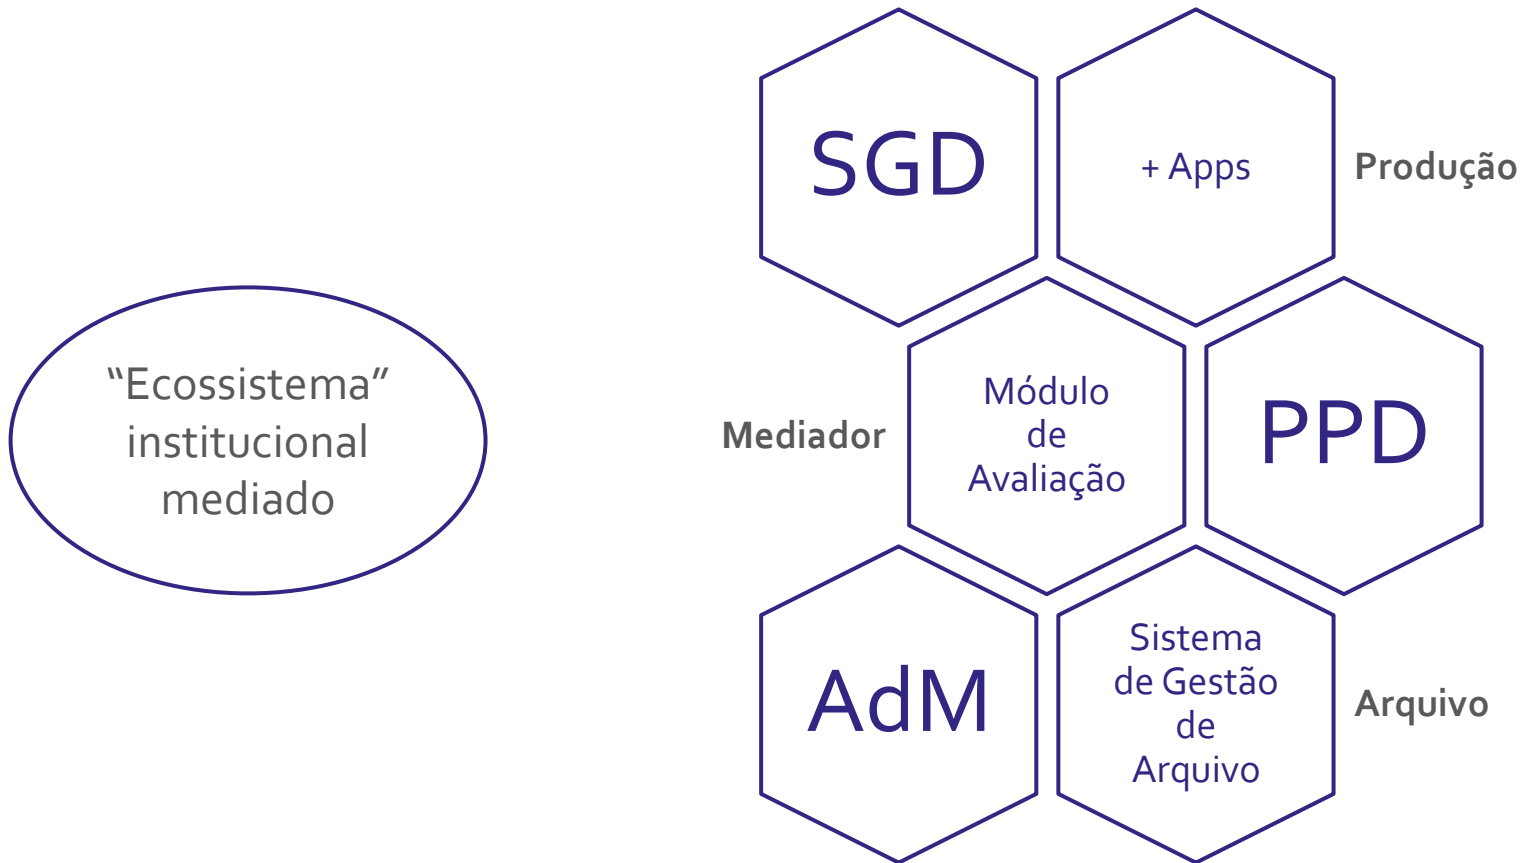 “Ecossistema”
institucional
mediado
SGD
+ Apps
Produção
Mediador
Módulo
de
Avaliação
PPD
AdM
Sistema
de Gestão
de
Arquivo
Arquivo